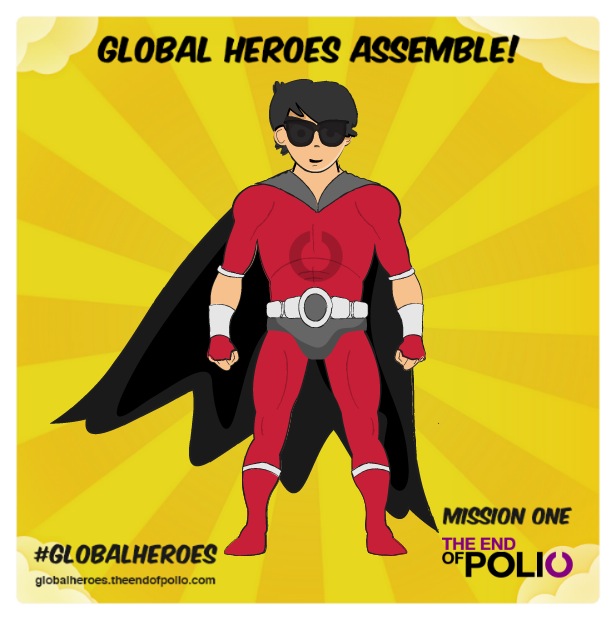 GLOBAL HEROES ASSEMBLE!
MISSION ONE
THE END
OF POLIO
#GLOBALHEROES
globalheroes.theendofpolio.com